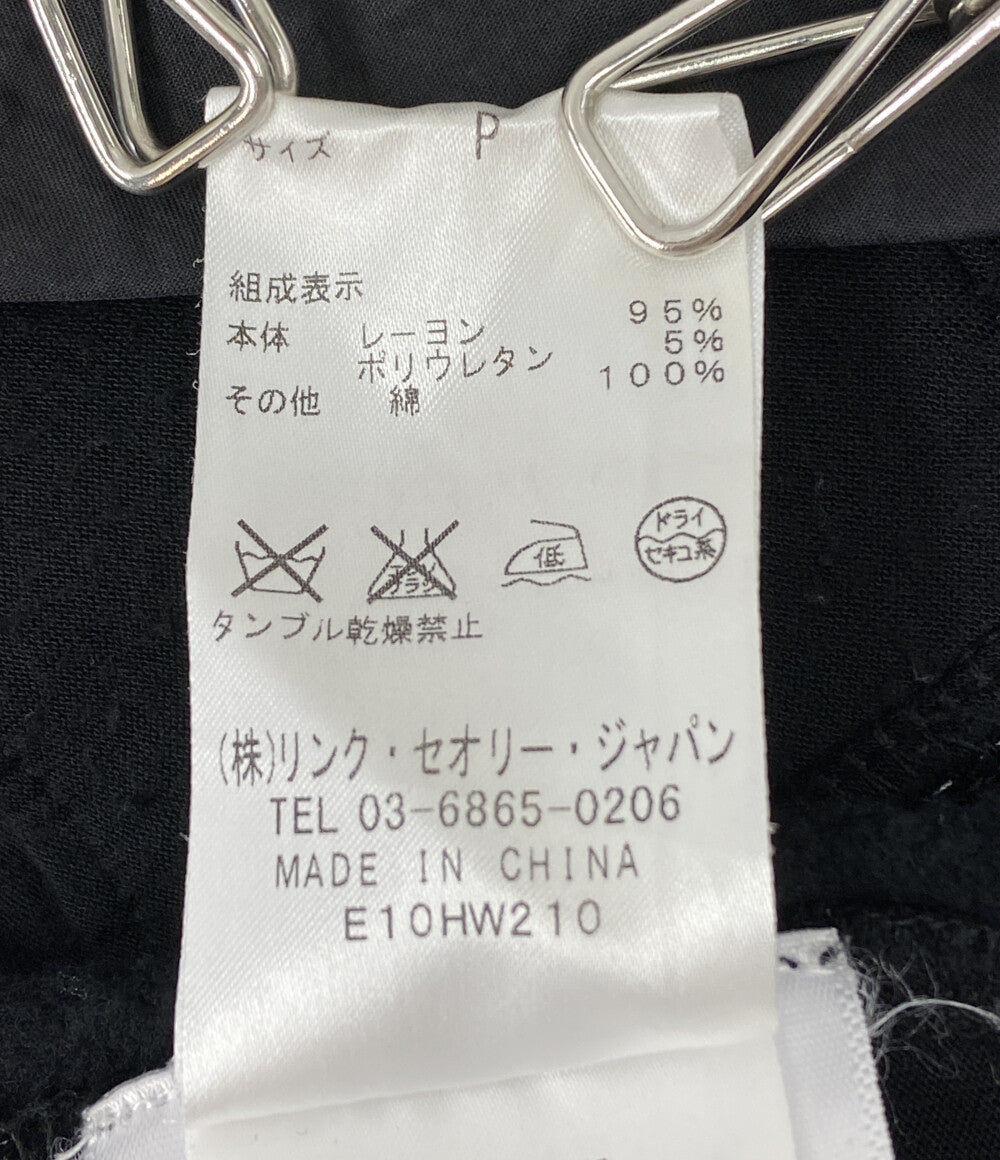 サイズ P
組成表示
本体 レーヨン 95%
ポリウレタン 5%
その他 綿 100%
低
ドライ
セキユ系
タンブル乾燥禁止
(株)リンク・セオリー・ジャパン
TEL 03-6865-0206
MADE IN CHINA
E10HW210